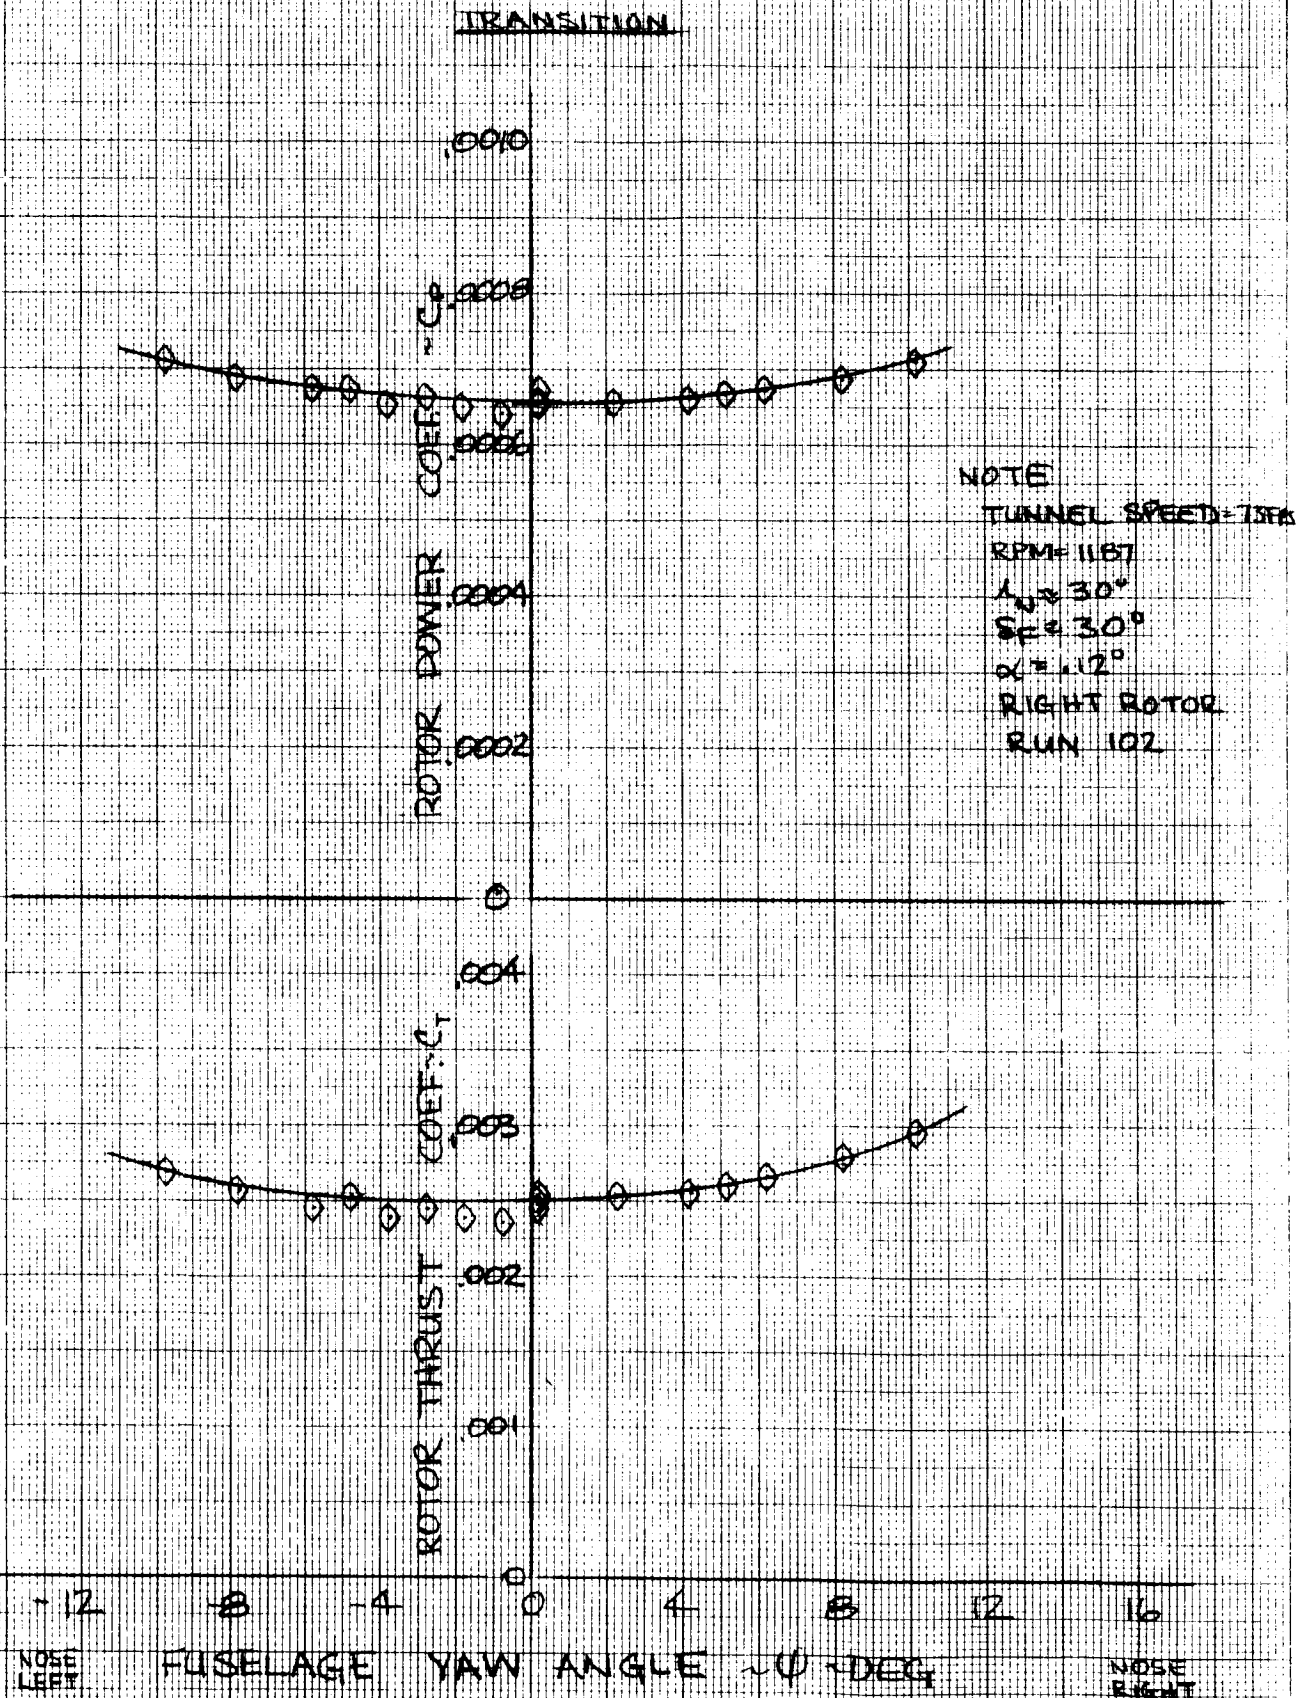 TRANSITION
.0010
.0008
.0006
.0004
.0002
0
ROTOR POWER COEF. ~ CP
NOTE
TUNNEL SPEED = 75FPS
RPM = 1187
δF = 30°
α = .12°
RIGHT ROTOR
RUN 102
.004
.003
.002
.001
0
ROTOR THRUST COEF. ~ CT
-12 -8 -4 0 4 8 12 16
NOSE
LEFT
FUSELAGE YAW ANGLE ~ ψ ~ DEG
NOSE
RIGHT